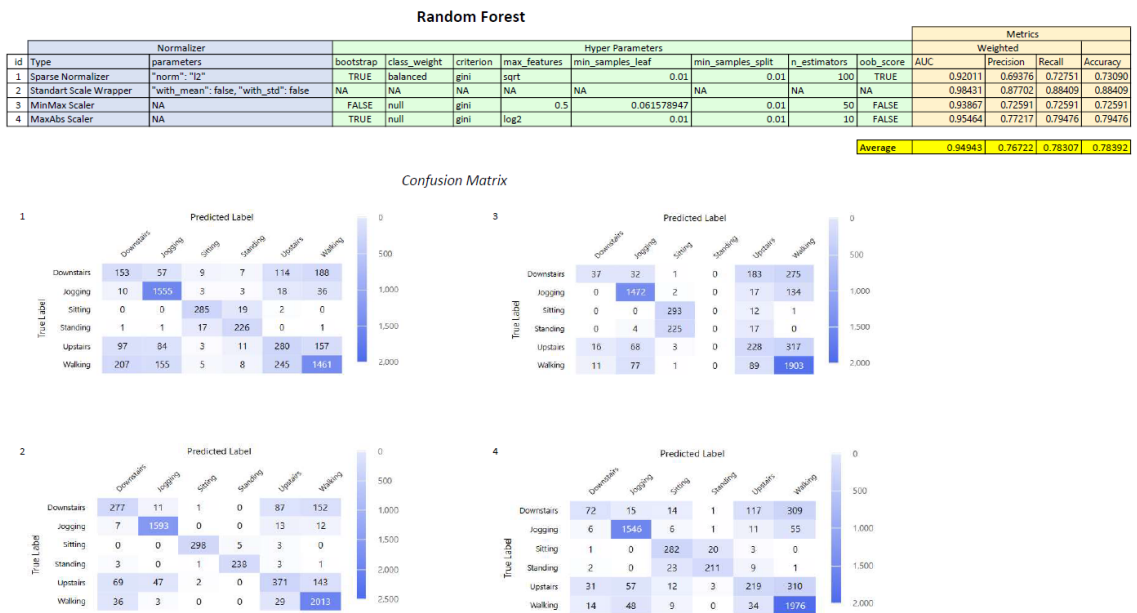 Random Forest
Metrics
Normalizer Hyper Parameters Weighted
id Type parameters bootstrap class_weight criterion max_features min_samples_leaf min_samples_split n_estimators oob_score AUC Precision Recall Accuracy
1 Sparse Normalizer "norm": "l2" TRUE balanced gini sqrt 0.01 0.01 100 TRUE 0.92011 0.69376 0.72751 0.73090
2 Standart Scale Wrapper "with_mean": false, "with_std": false NA NA NA NA NA NA NA NA 0.98431 0.87702 0.88409 0.88409
3 MinMax Scaler NA FALSE null gini 0.5 0.061578947 0.01 50 FALSE 0.93867 0.72591 0.72591 0.72591
4 MaxAbs Scaler NA TRUE null gini log2 0.01 0.01 10 FALSE 0.95464 0.77217 0.79476 0.79476
Average 0.94943 0.76722 0.78307 0.78392
Confusion Matrix
1
Predicted Label
Downstairs Jogging Sitting Standing Upstairs Walking
True Label
Downstairs 153 57 9 7 114 188
Jogging 10 1555 3 3 18 36
Sitting 0 0 285 19 2 0
Standing 1 1 17 226 0 1
Upstairs 97 84 3 11 280 157
Walking 207 155 5 8 245 1461
0
500
1,000
1,500
2,000
3
Predicted Label
Downstairs Jogging Sitting Standing Upstairs Walking
True Label
Downstairs 37 32 1 0 183 275
Jogging 0 1472 2 0 17 134
Sitting 0 0 293 0 12 1
Standing 0 4 225 0 17 0
Upstairs 16 68 3 0 228 317
Walking 11 77 1 0 89 1903
0
500
1,000
1,500
2,000
2
Predicted Label
Downstairs Jogging Sitting Standing Upstairs Walking
True Label
Downstairs 277 11 1 0 87 152
Jogging 7 1593 0 0 13 12
Sitting 0 0 298 5 3 0
Standing 3 0 1 238 3 1
Upstairs 69 47 2 0 371 143
Walking 36 3 0 0 29 2013
0
500
1,000
1,500
2,000
2,500
4
Predicted Label
Downstairs Jogging Sitting Standing Upstairs Walking
True Label
Downstairs 72 15 14 1 117 309
Jogging 6 1546 6 1 11 55
Sitting 1 0 282 20 3 0
Standing 2 0 23 211 9 1
Upstairs 31 57 12 3 219 310
Walking 14 48 9 0 34 1976
0
500
1,000
1,500
2,000